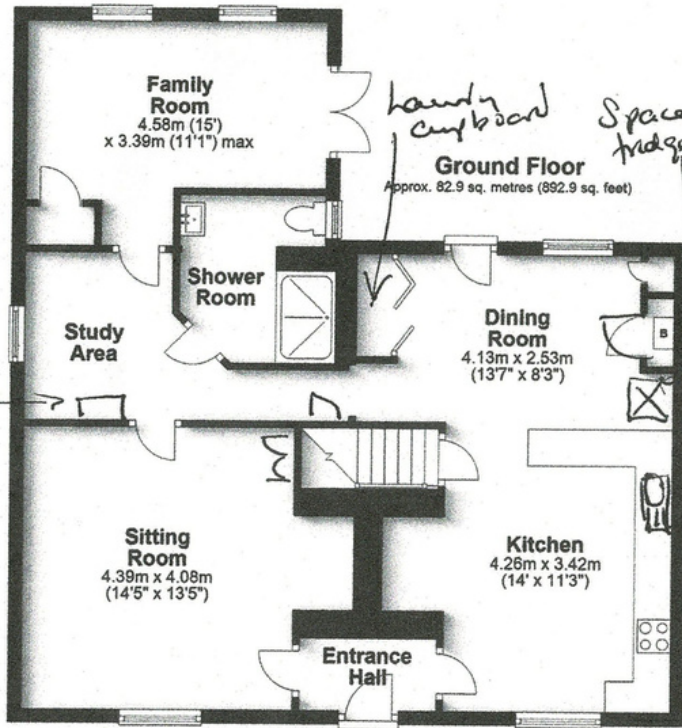 Family
Room
4.58m (15')
x 3.39m (11'1") max
Laundry
cupboard
Space
fridge
Ground Floor
Approx. 82.9 sq. metres (892.9 sq. feet)
Shower
Room
Study
Area
Dining
Room
4.13m x 2.53m
(13'7" x 8'3")
B
Sitting
Room
4.39m x 4.08m
(14'5" x 13'5")
Kitchen
4.26m x 3.42m
(14' x 11'3")
Entrance
Hall